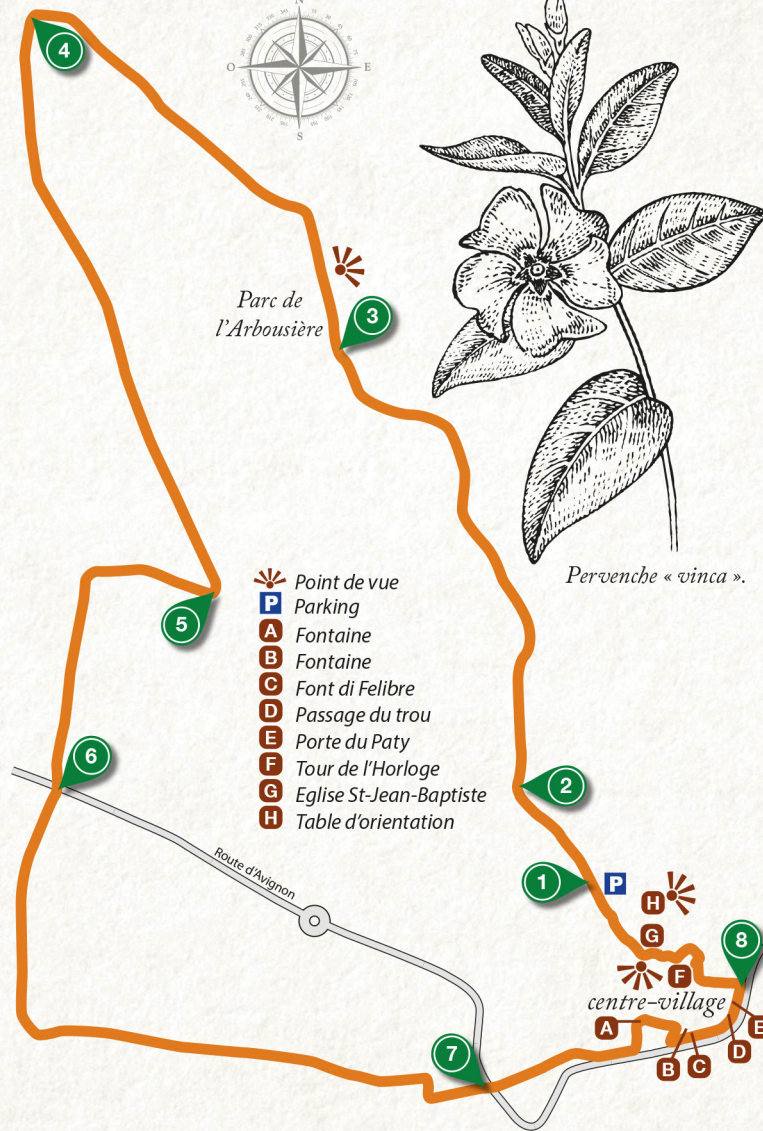 N
O
E
S
4
Parc de
l'Arbousière
3
Pervenche « vinca ».
Point de vue
P Parking
A Fontaine
B Fontaine
C Font di Felibre
D Passage du trou
E Porte du Paty
F Tour de l'Horloge
G Eglise St-Jean-Baptiste
H Table d'orientation
5
6
2
Route d'Avignon
1
P
H
G
8
F
centre-village
A
E
D
B
C
7